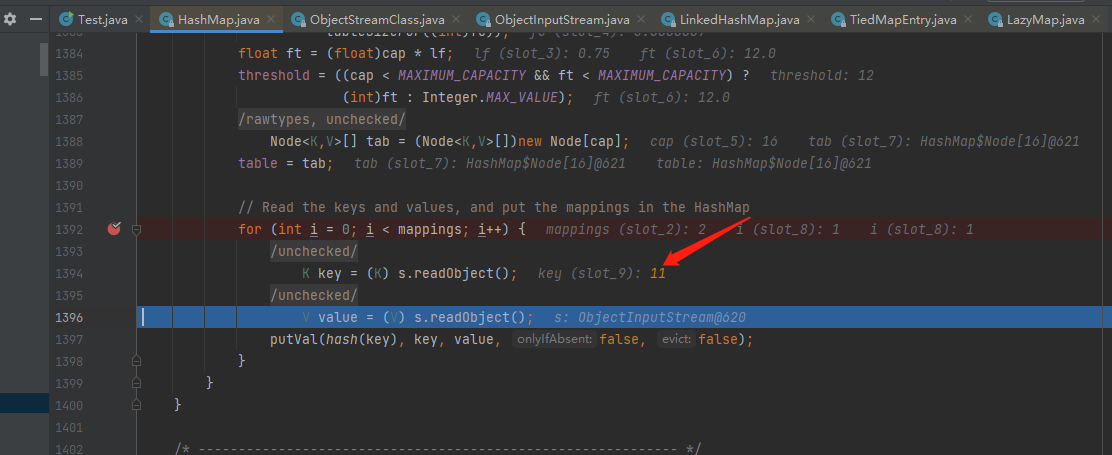 Test.java HashMap.java ObjectStreamClass.java ObjectInputStream.java LinkedHashMap.java TiedMapEntry.java LazyMap.java
1384 float ft = (float)cap * lf; lf (slot_3): 0.75 ft (slot_6): 12.0
1385 threshold = ((cap < MAXIMUM_CAPACITY && ft < MAXIMUM_CAPACITY) ? threshold: 12
1386 (int)ft : Integer.MAX_VALUE); ft (slot_6): 12.0
1387 /rawtypes, unchecked/
1388 Node<K,V>[] tab = (Node<K,V>[])new Node[cap]; cap (slot_5): 16 tab (slot_7): HashMap$Node[16]@621
1389 table = tab; tab (slot_7): HashMap$Node[16]@621 table: HashMap$Node[16]@621
1390
1391 // Read the keys and values, and put the mappings in the HashMap
1392 for (int i = 0; i < mappings; i++) { mappings (slot_2): 2 i (slot_8): 1 i (slot_8): 1
1393 /unchecked/
1394 K key = (K) s.readObject(); key (slot_9): 11
1395 /unchecked/
1396 V value = (V) s.readObject(); s: ObjectInputStream@620
1397 putVal(hash(key), key, value, onlyIfAbsent: false, evict: false);
1398 }
1399 }
1400 }
1401
1402 /* ------------------------------------------------------------ */